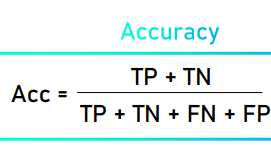 Accuracy
TP + TN
Acc =
TP + TN + FN + FP